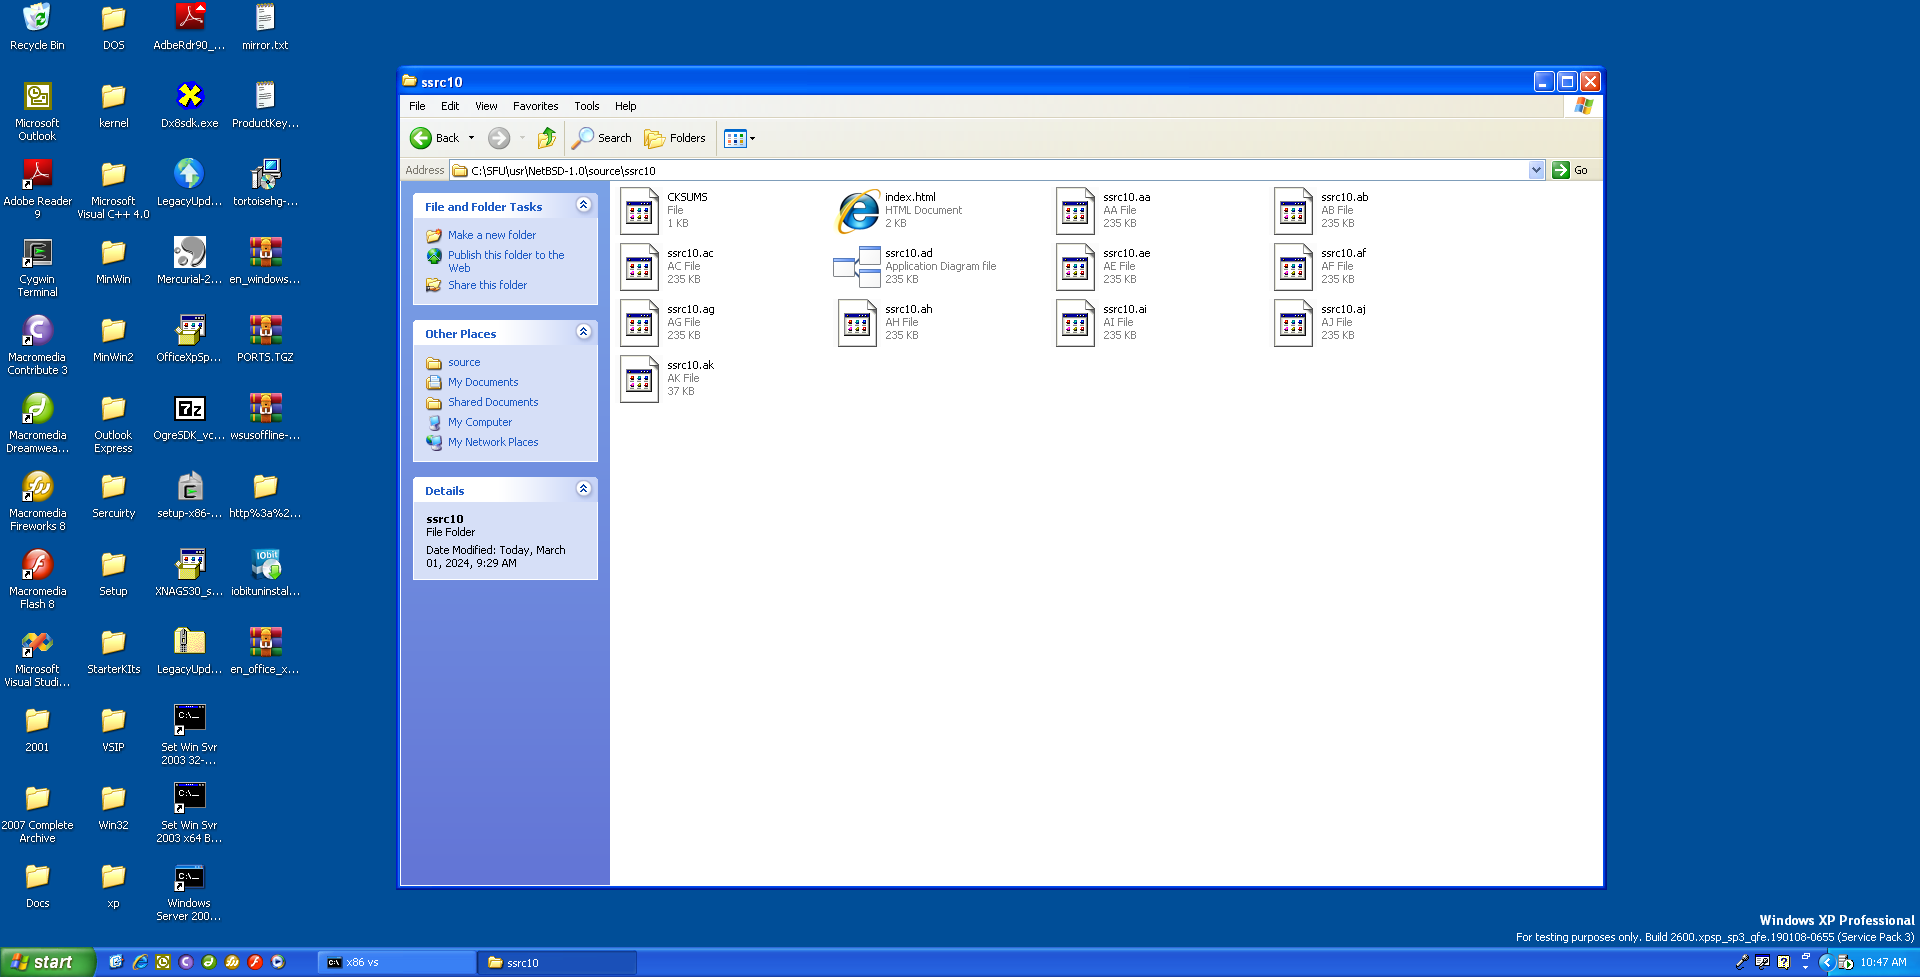 Recycle Bin
DOS
AdbeRdr90_...
mirror.txt
Microsoft
Outlook
kernel
Dx8sdk.exe
ProductKey...
Adobe Reader
9
Microsoft
Visual C++ 4.0
LegacyUpd...
tortoisehg-...
Cygwin
Terminal
MinWin
Mercurial-2...
en_windows...
Macromedia
Contribute 3
MinWin2
OfficeXpSp...
PORTS.TGZ
Macromedia
Dreamwea...
Outlook
Express
OgreSDK_vc...
wsusoffline-...
Macromedia
Fireworks 8
Sercuirty
setup-x86-...
http%3a%2...
Macromedia
Flash 8
Setup
XNAGS30_s...
iobituninstal...
Microsoft
Visual Studi...
StarterKIts
LegacyUpd...
en_office_x...
2001
VSIP
Set Win Svr
2003 32-...
2007 Complete
Archive
Win32
Set Win Svr
2003 x64 B...
Docs
xp
Windows
Server 200...
ssrc10
File Edit View Favorites Tools Help
Back Search Folders
Address C:\SFU\usr\NetBSD-1.0\source\ssrc10 Go
File and Folder Tasks
Make a new folder
Publish this folder to the
Web
Share this folder
Other Places
source
My Documents
Shared Documents
My Computer
My Network Places
Details
ssrc10
File Folder
Date Modified: Today, March
01, 2024, 9:29 AM
CKSUMS
File
1 KB
index.html
HTML Document
2 KB
ssrc10.aa
AA File
235 KB
ssrc10.ab
AB File
235 KB
ssrc10.ac
AC File
235 KB
ssrc10.ad
Application Diagram file
235 KB
ssrc10.ae
AE File
235 KB
ssrc10.af
AF File
235 KB
ssrc10.ag
AG File
235 KB
ssrc10.ah
AH File
235 KB
ssrc10.ai
AI File
235 KB
ssrc10.aj
AJ File
235 KB
ssrc10.ak
AK File
37 KB
Windows XP Professional
For testing purposes only. Build 2600.xpsp_sp3_qfe.190108-0655 (Service Pack 3)
start
x86 vs
ssrc10
10:47 AM